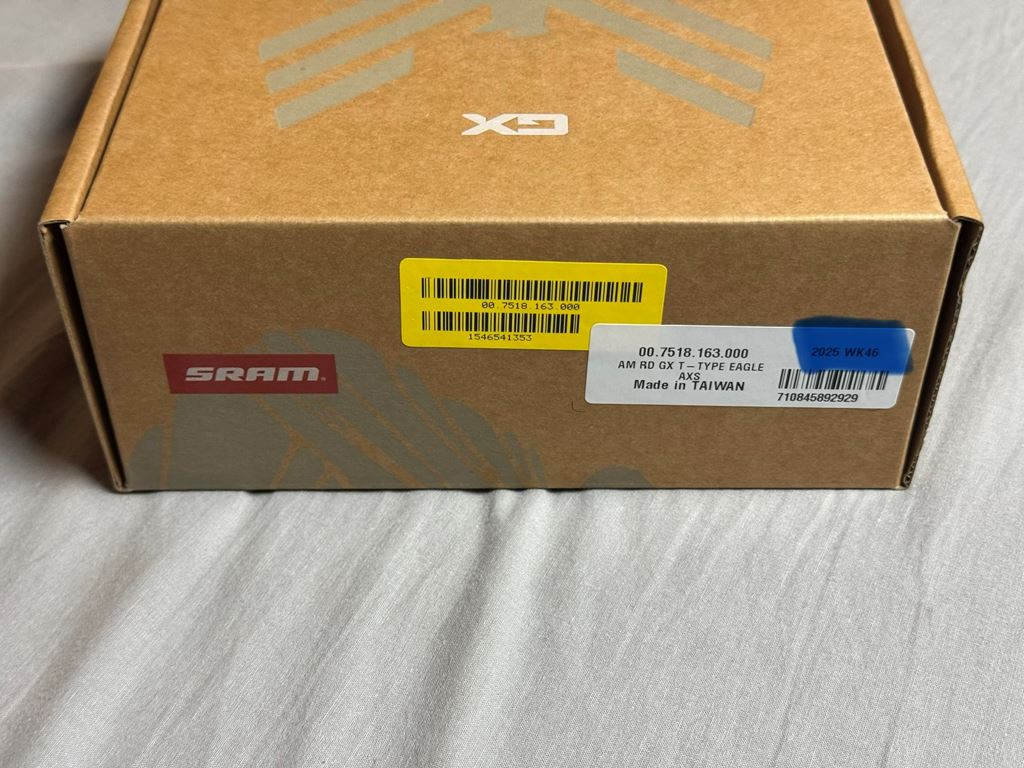 GX
00.7518.163.000
1546541353
SRAM
00.7518.163.000
AM RD GX T-TYPE EAGLE
AXS
Made in TAIWAN
2025 WK46
710845892929